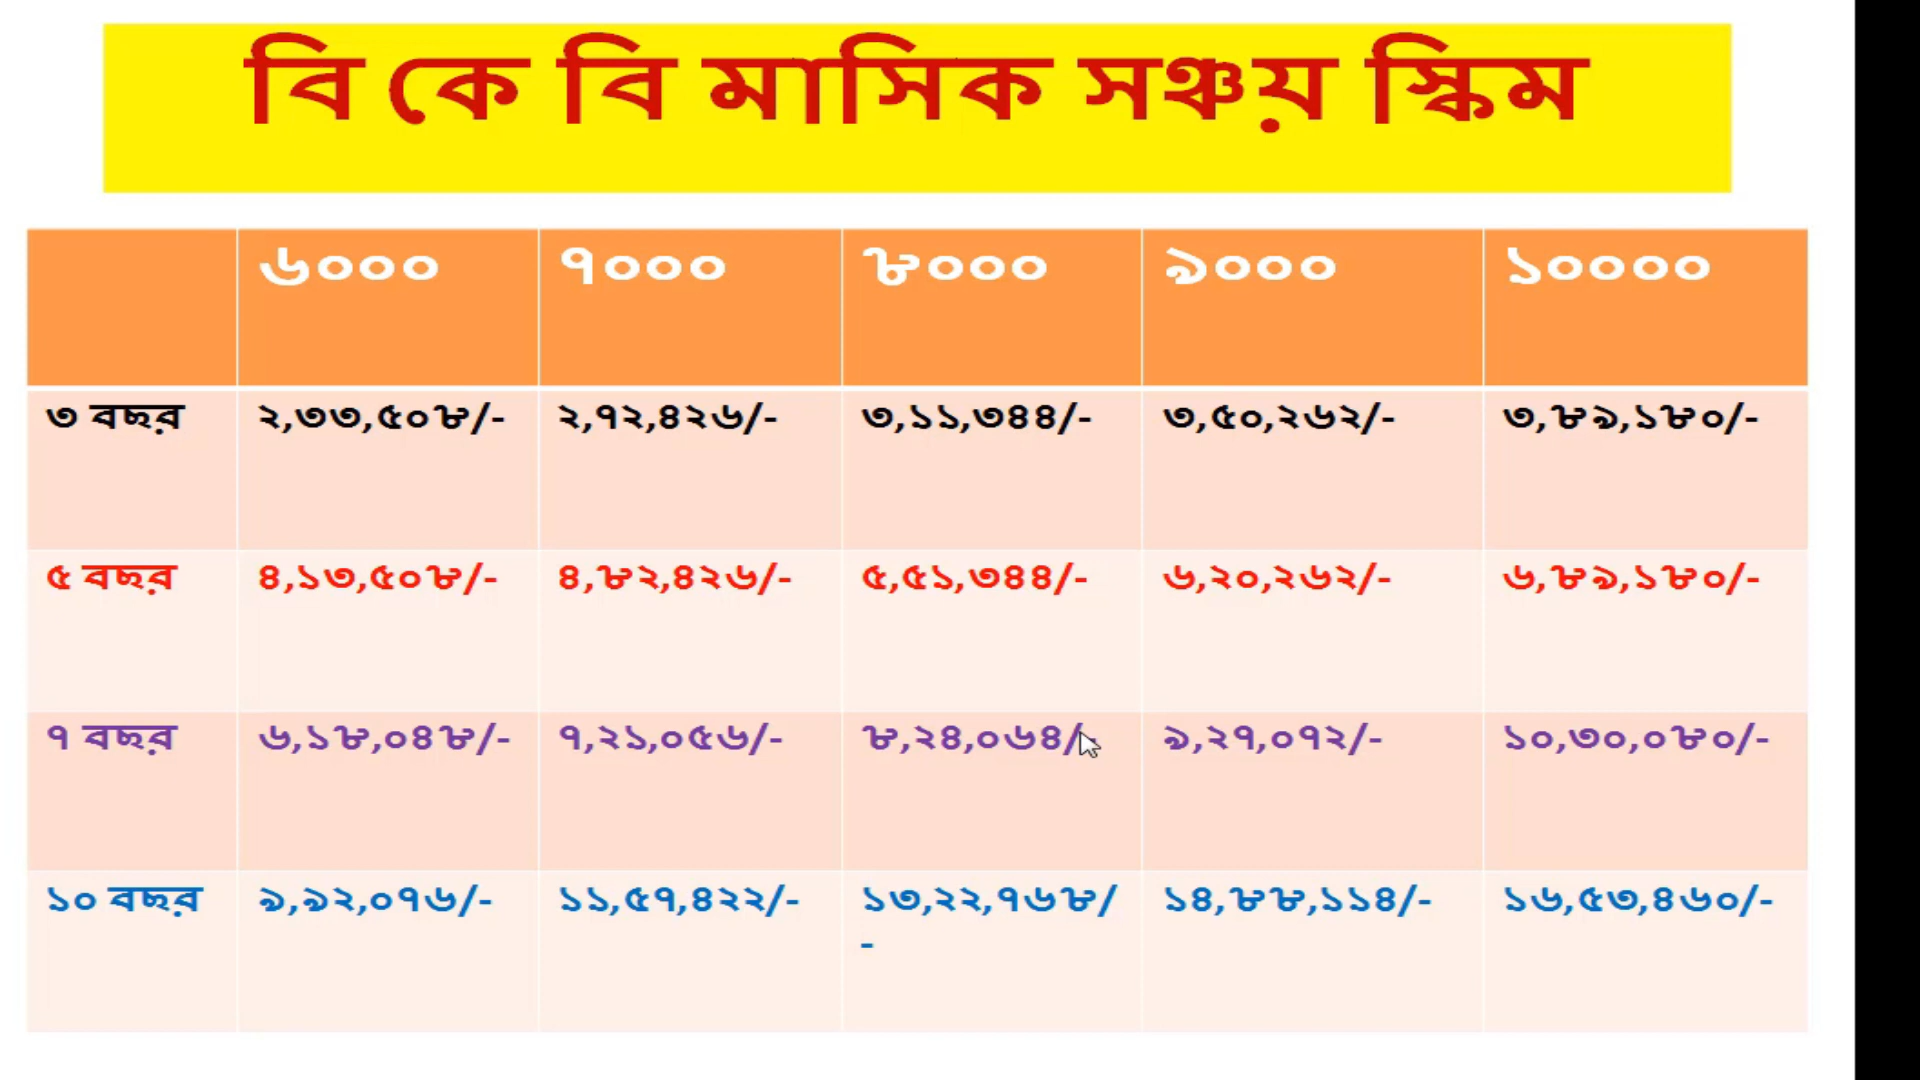 বি কে বি মাসিক সঞ্চয় স্কিম
৬০০০ ৭০০০ ৮০০০ ৯০০০ ১০০০০
৩ বছর ২,৩৩,৫০৮/- ২,৭২,৪২৬/- ৩,১১,৩৪৪/- ৩,৫০,২৬২/- ৩,৮৯,১৮০/-
৫ বছর ৪,১৩,৫০৮/- ৪,৮২,৪২৬/- ৫,৫১,৩৪৪/- ৬,২০,২৬২/- ৬,৮৯,১৮০/-
৭ বছর ৬,১৮,০৪৮/- ৭,২১,০৫৬/- ৮,২৪,০৬৪/- ৯,২৭,০৭২/- ১০,৩০,০৮০/-
১০ বছর ৯,৯২,০৭৬/- ১১,৫৭,৪২২/- ১৩,২২,৭৬৮/ ১৪,৮৮,১১৪/- ১৬,৫৩,৪৬০/-
-